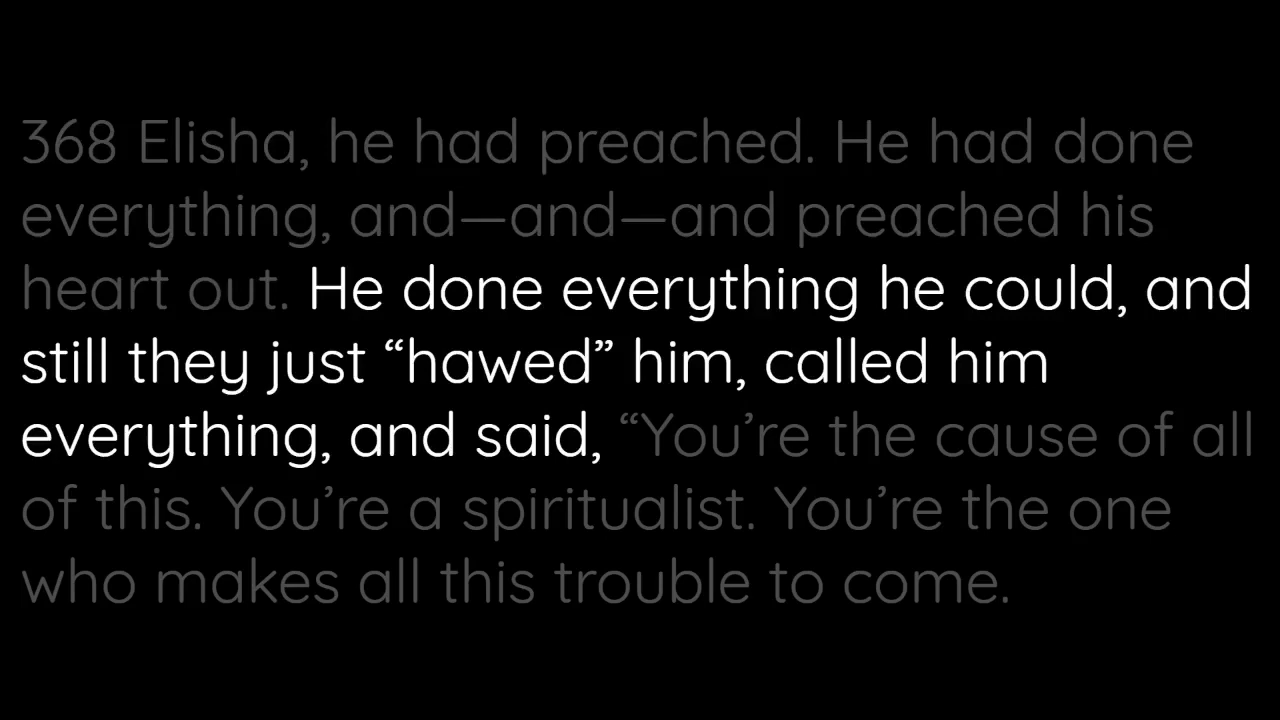 368 Elisha, he had preached. He had done
everything, and—and—and preached his
heart out. He done everything he could, and
still they just “hawed” him, called him
everything, and said, “You’re the cause of all
of this. You’re a spiritualist. You’re the one
who makes all this trouble to come.